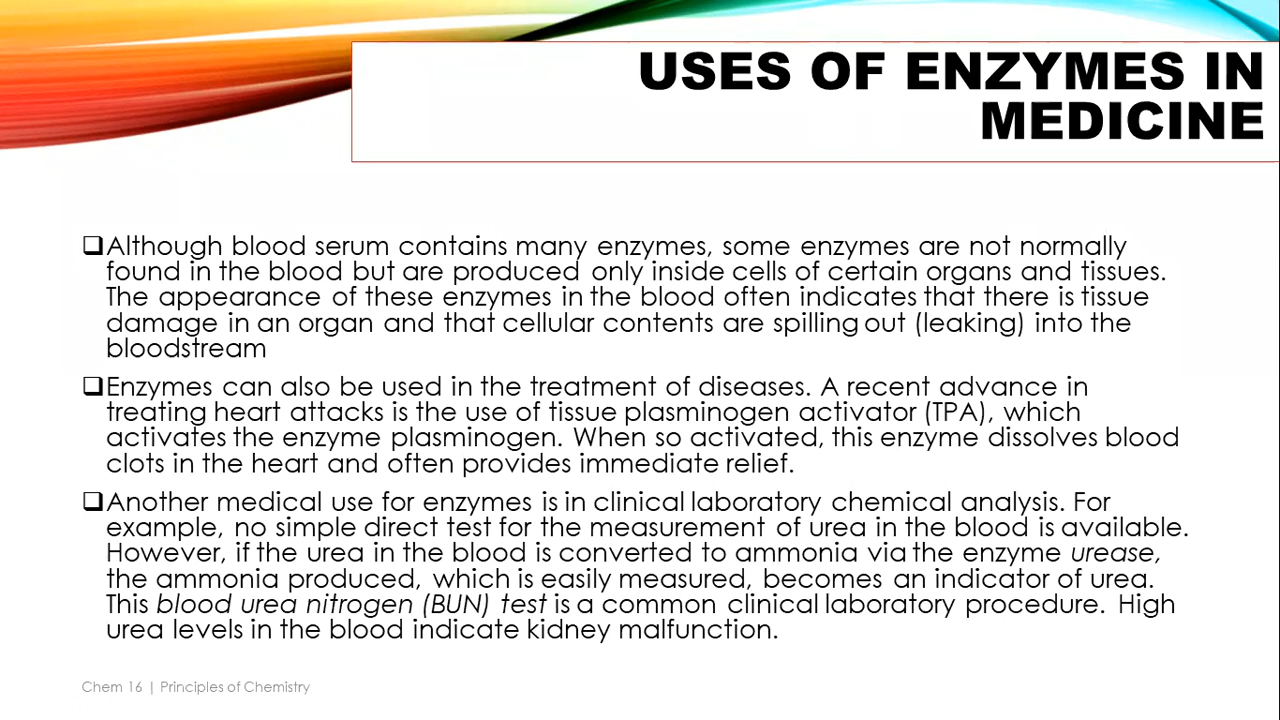 USES OF ENZYMES IN
MEDICINE
❑Although blood serum contains many enzymes, some enzymes are not normally
found in the blood but are produced only inside cells of certain organs and tissues.
The appearance of these enzymes in the blood often indicates that there is tissue
damage in an organ and that cellular contents are spilling out (leaking) into the
bloodstream
❑Enzymes can also be used in the treatment of diseases. A recent advance in
treating heart attacks is the use of tissue plasminogen activator (TPA), which
activates the enzyme plasminogen. When so activated, this enzyme dissolves blood
clots in the heart and often provides immediate relief.
❑Another medical use for enzymes is in clinical laboratory chemical analysis. For
example, no simple direct test for the measurement of urea in the blood is available.
However, if the urea in the blood is converted to ammonia via the enzyme urease,
the ammonia produced, which is easily measured, becomes an indicator of urea.
This blood urea nitrogen (BUN) test is a common clinical laboratory procedure. High
urea levels in the blood indicate kidney malfunction.
Chem 16 | Principles of Chemistry